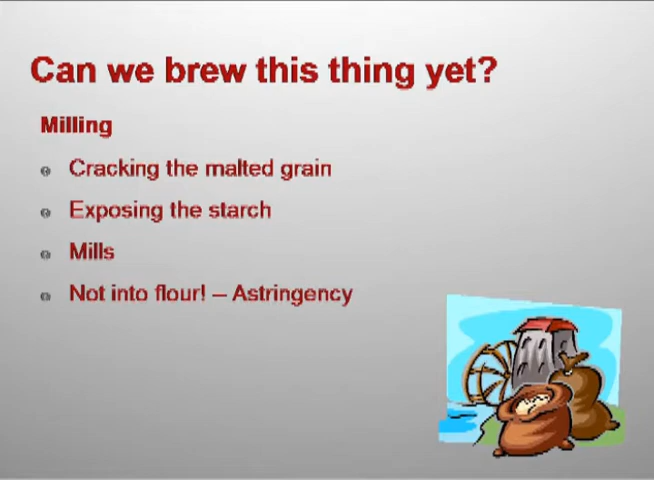 Can we brew this thing yet?
Milling
Cracking the malted grain
Exposing the starch
Mills
Not into flour! – Astringency